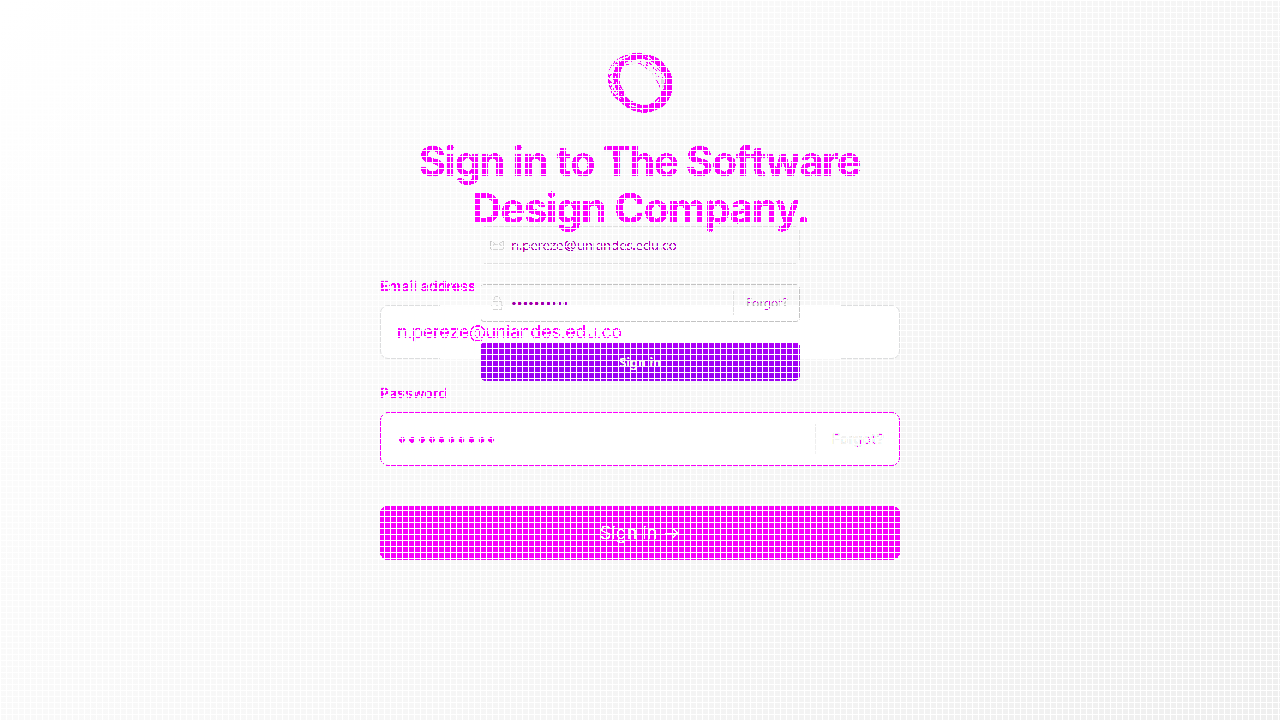 Sign in to The Software
Design Company.
n.pereze@uniandes.edu.co
Email address
•••••••••• Forgot?
n.pereze@uniandes.edu.co
Sign in
Password
•••••••••• Forgot?
Sign in →